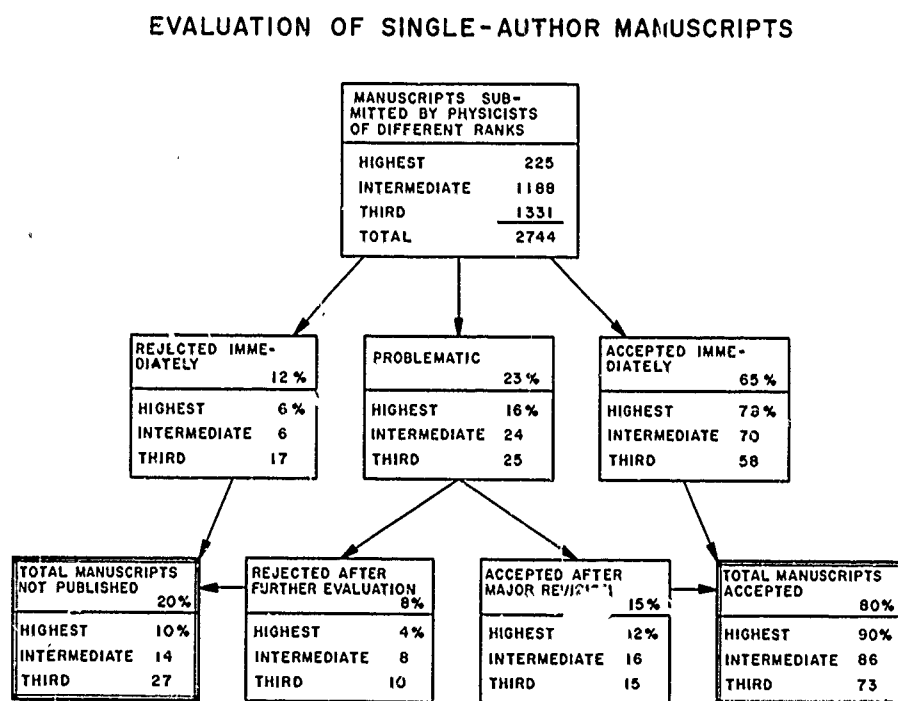 EVALUATION OF SINGLE-AUTHOR MANUSCRIPTS
MANUSCRIPTS SUB-
MITTED BY PHYSICISTS
OF DIFFERENT RANKS
HIGHEST 225
INTERMEDIATE 1188
THIRD 1331
TOTAL 2744
REJECTED IMME-
DIATELY
12%
HIGHEST 6%
INTERMEDIATE 6
THIRD 17
PROBLEMATIC
23%
HIGHEST 16%
INTERMEDIATE 24
THIRD 25
ACCEPTED IMME-
DIATELY
65%
HIGHEST 78%
INTERMEDIATE 70
THIRD 58
TOTAL MANUSCRIPTS
NOT PUBLISHED
20%
HIGHEST 10%
INTERMEDIATE 14
THIRD 27
REJECTED AFTER
FURTHER EVALUATION
8%
HIGHEST 4%
INTERMEDIATE 8
THIRD 10
ACCEPTED AFTER
MAJOR REVISION
15%
HIGHEST 12%
INTERMEDIATE 16
THIRD 15
TOTAL MANUSCRIPTS
ACCEPTED
80%
HIGHEST 90%
INTERMEDIATE 86
THIRD 73